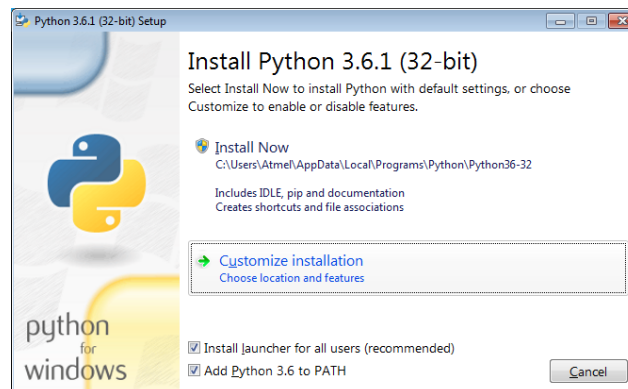 Python 3.6.1 (32-bit) Setup
Install Python 3.6.1 (32-bit)
Select Install Now to install Python with default settings, or choose
Customize to enable or disable features.
Install Now
C:\Users\Atmel\AppData\Local\Programs\Python\Python36-32
Includes IDLE, pip and documentation
Creates shortcuts and file associations
Customize installation
Choose location and features
python
for
windows
Install launcher for all users (recommended)
Add Python 3.6 to PATH
Cancel